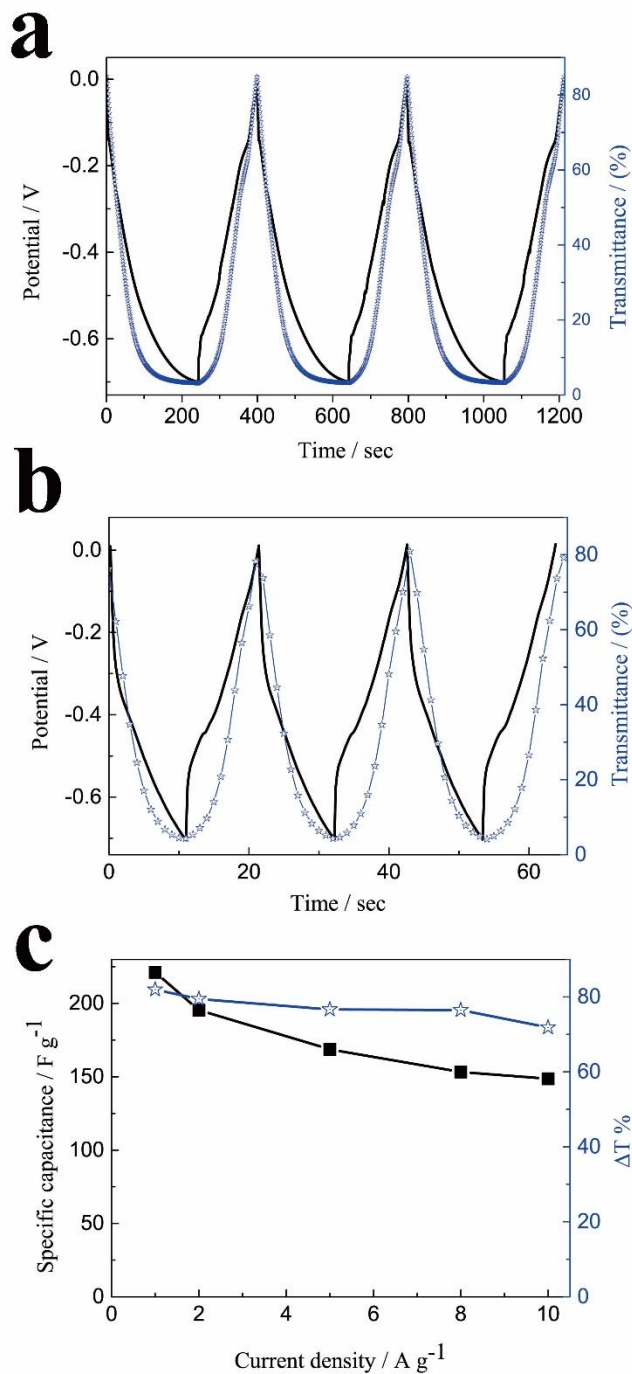 a
0.0
-0.2
-0.4
-0.6
Potential / V
80
60
40
20
0
Transmittance / (%)
0 200 400 600 800 1000 1200
Time / sec
b
0.0
-0.2
-0.4
-0.6
Potential / V
80
60
40
20
0
Transmittance / (%)
0 20 40 60
Time / sec
c
200
150
100
50
0
Specific capacitance / F g-1
80
60
40
20
0
ΔT %
0 2 4 6 8 10
Current density / A g-1